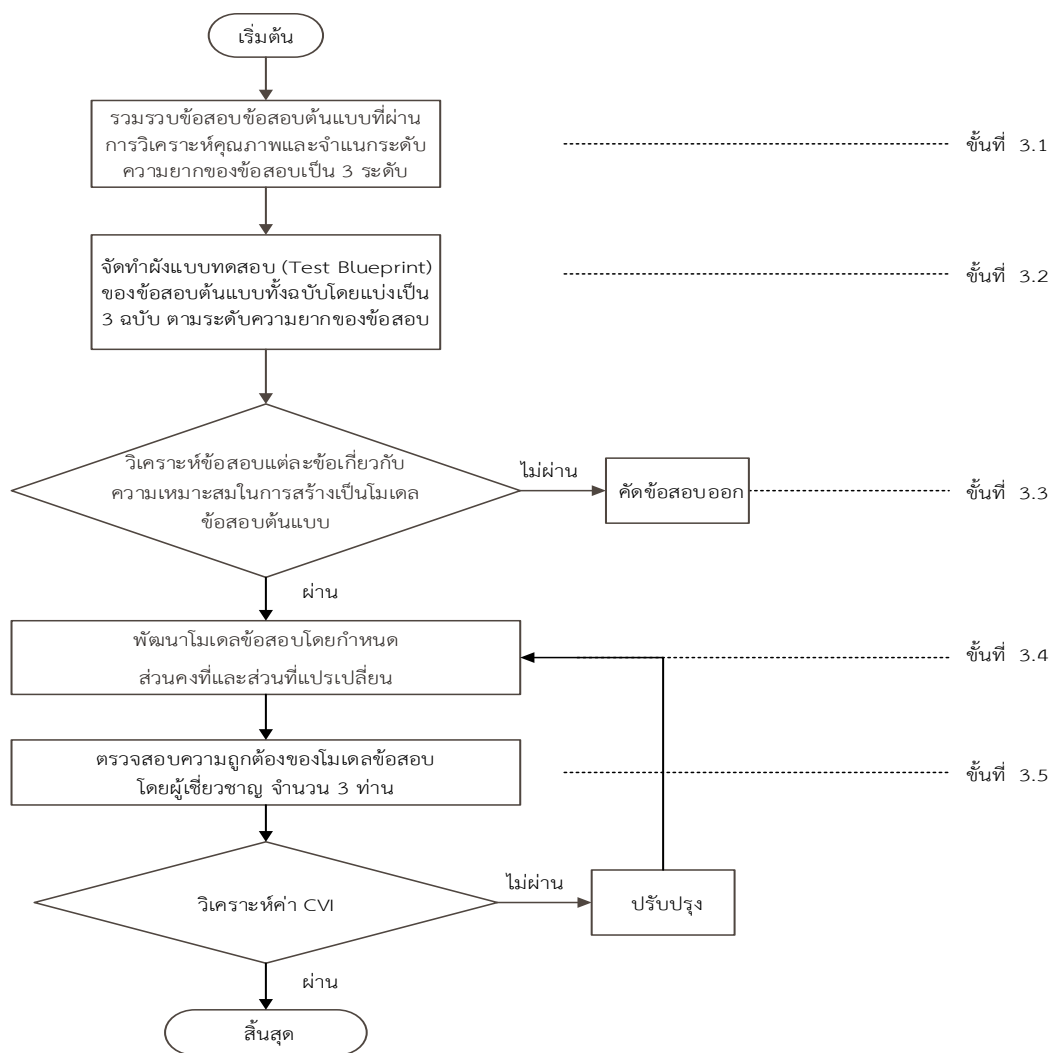 เริ่มต้น
รวมรวบข้อสอบข้อสอบต้นแบบที่ผ่าน
การวิเคราะห์คุณภาพและจำแนกระดับ
ความยากของข้อสอบเป็น 3 ระดับ
ขั้นที่ 3.1
จัดทำผังแบบทดสอบ (Test Blueprint)
ของข้อสอบต้นแบบทั้งฉบับโดยแบ่งเป็น
3 ฉบับ ตามระดับความยากของข้อสอบ
ขั้นที่ 3.2
วิเคราะห์ข้อสอบแต่ละข้อเกี่ยวกับ
ความเหมาะสมในการสร้างเป็นโมเดล
ข้อสอบต้นแบบ
ไม่ผ่าน
คัดข้อสอบออก
ขั้นที่ 3.3
ผ่าน
พัฒนาโมเดลข้อสอบโดยกำหนด
ส่วนคงที่และส่วนที่แปรเปลี่ยน
ขั้นที่ 3.4
ตรวจสอบความถูกต้องของโมเดลข้อสอบ
โดยผู้เชี่ยวชาญ จำนวน 3 ท่าน
ขั้นที่ 3.5
วิเคราะห์ค่า CVI
ไม่ผ่าน
ปรับปรุง
ผ่าน
สิ้นสุด